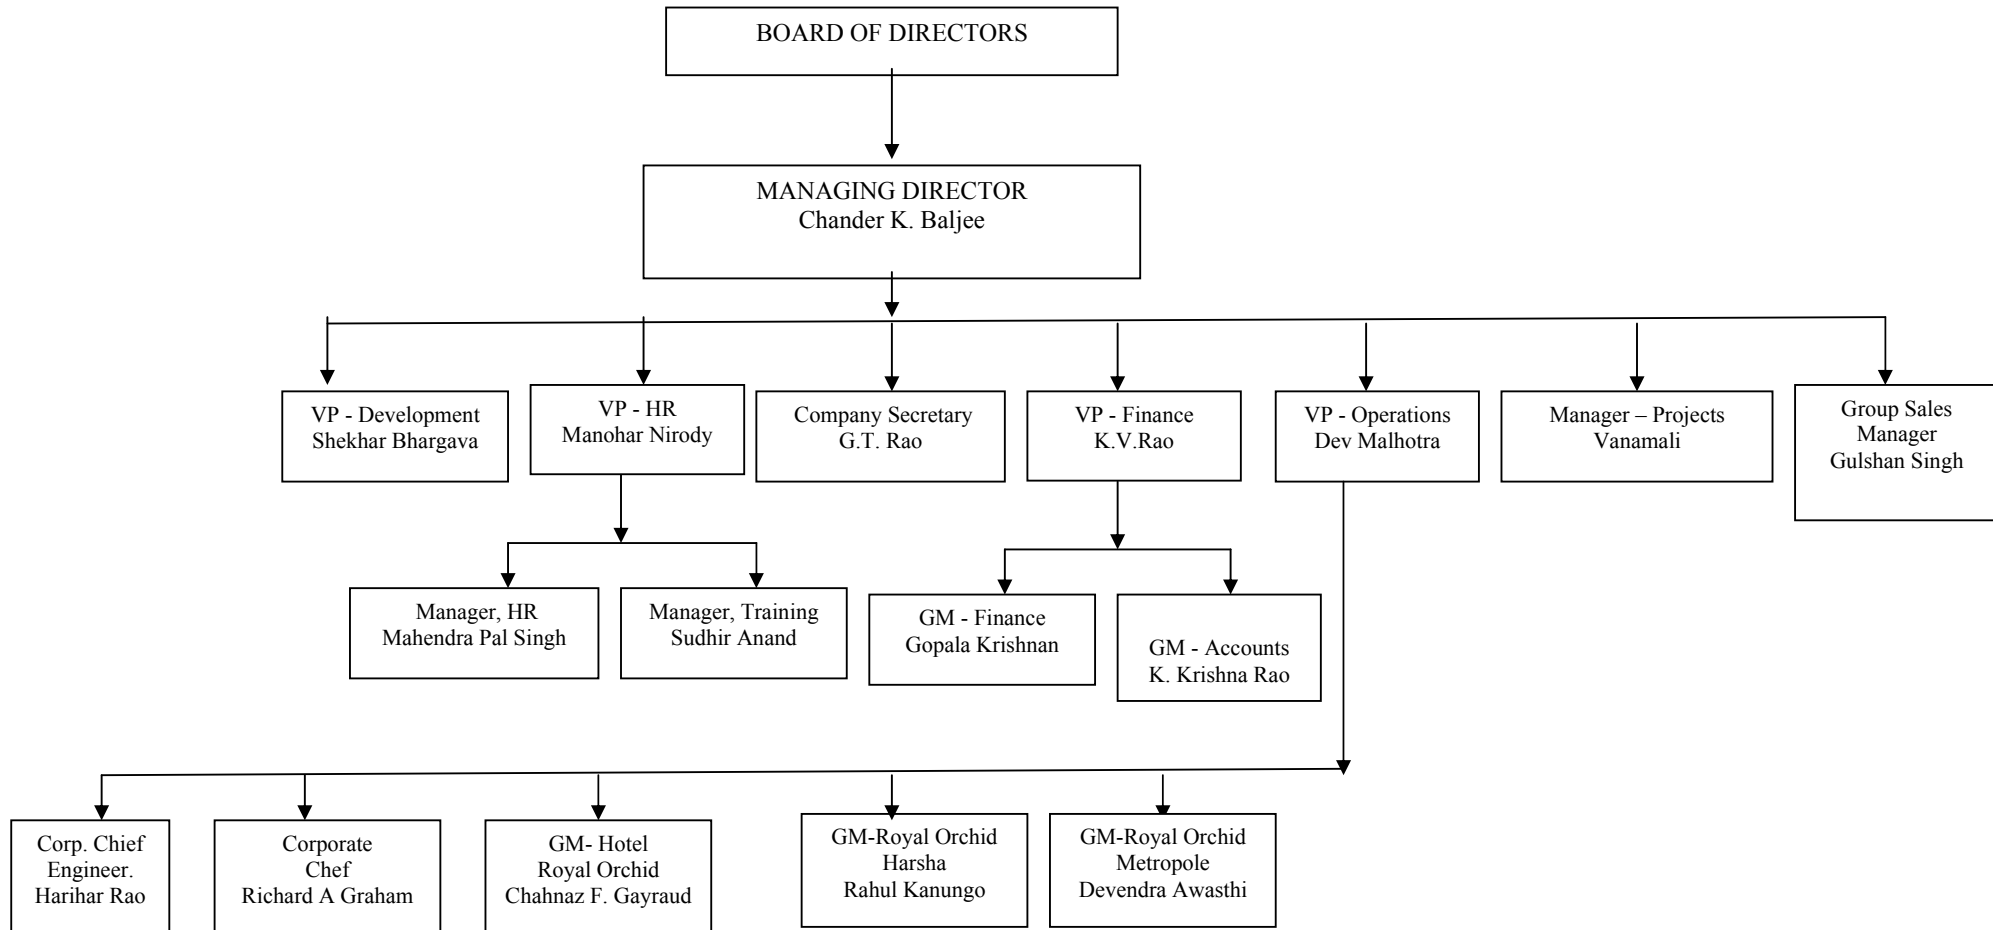 BOARD OF DIRECTORS
MANAGING DIRECTOR
Chander K. Baljee
VP - Development
Shekhar Bhargava
VP - HR
Manohar Nirody
Company Secretary
G.T. Rao
VP - Finance
K.V.Rao
VP - Operations
Dev Malhotra
Manager – Projects
Vanamali
Group Sales
Manager
Gulshan Singh
Manager, HR
Mahendra Pal Singh
Manager, Training
Sudhir Anand
GM - Finance
Gopala Krishnan
GM - Accounts
K. Krishna Rao
Corp. Chief
Engineer.
Harihar Rao
Corporate
Chef
Richard A Graham
GM- Hotel
Royal Orchid
Chahnaz F. Gayraud
GM-Royal Orchid
Harsha
Rahul Kanungo
GM-Royal Orchid
Metropole
Devendra Awasthi